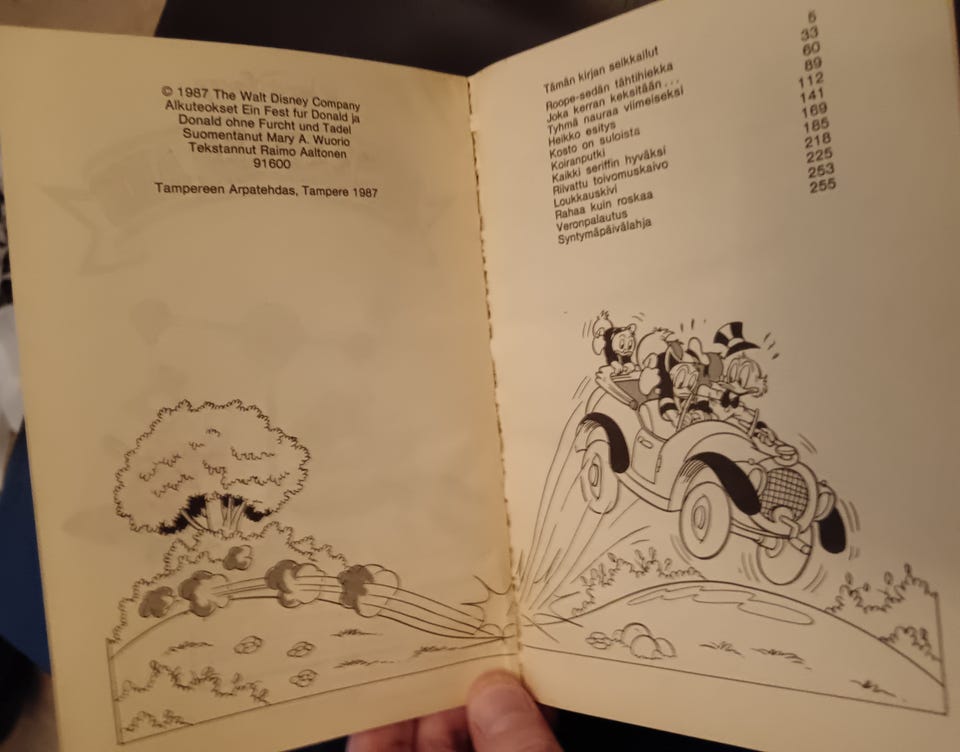 © 1987 The Walt Disney Company
Alkuteokset Ein Fest fur Donald ja
Donald ohne Furcht und Tadel
Suomentanut Mary A. Wuorio
Tekstannut Raimo Aaltonen
91600
Tampereen Arpatehdas, Tampere 1987
Tämän kirjan seikkailut
Roope-sedän tähtihiekka 5
Joka kerran keksitään... 33
Tyhmä nauraa viimeiseksi 60
Heikko esitys 89
Kosto on suloista 112
Koiranputki 141
Kaikki seriffin hyväksi 169
Riivattu toivomuskaivo 185
Loukkauskivi 218
Rahaa kuin roskaa 225
Veronpalautus 253
Syntymäpäivälahja 255